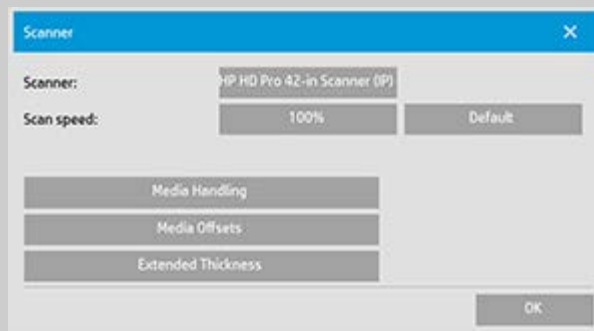 Scanner
Scanner: HP HD Pro 42-in Scanner (IP)
Scan speed: 100% Default
Media Handling
Media Offsets
Extended Thickness
OK